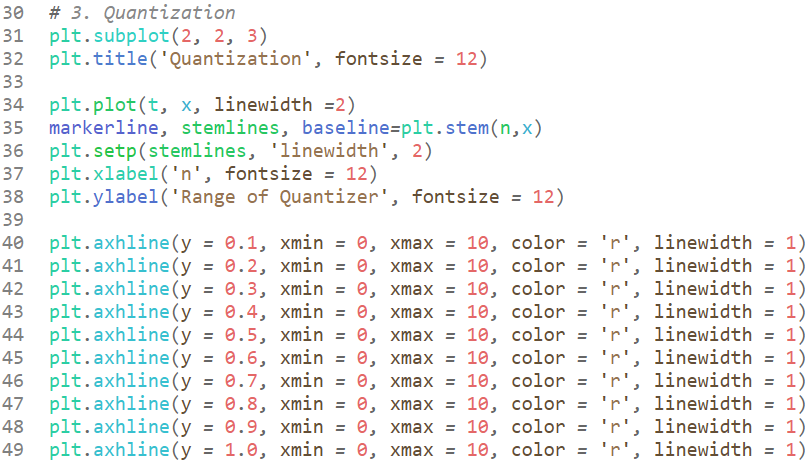 30 # 3. Quantization
31 plt.subplot(2, 2, 3)
32 plt.title('Quantization', fontsize = 12)
33
34 plt.plot(t, x, linewidth =2)
35 markerline, stemlines, baseline=plt.stem(n,x)
36 plt.setp(stemlines, 'linewidth', 2)
37 plt.xlabel('n', fontsize = 12)
38 plt.ylabel('Range of Quantizer', fontsize = 12)
39
40 plt.axhline(y = 0.1, xmin = 0, xmax = 10, color = 'r', linewidth = 1)
41 plt.axhline(y = 0.2, xmin = 0, xmax = 10, color = 'r', linewidth = 1)
42 plt.axhline(y = 0.3, xmin = 0, xmax = 10, color = 'r', linewidth = 1)
43 plt.axhline(y = 0.4, xmin = 0, xmax = 10, color = 'r', linewidth = 1)
44 plt.axhline(y = 0.5, xmin = 0, xmax = 10, color = 'r', linewidth = 1)
45 plt.axhline(y = 0.6, xmin = 0, xmax = 10, color = 'r', linewidth = 1)
46 plt.axhline(y = 0.7, xmin = 0, xmax = 10, color = 'r', linewidth = 1)
47 plt.axhline(y = 0.8, xmin = 0, xmax = 10, color = 'r', linewidth = 1)
48 plt.axhline(y = 0.9, xmin = 0, xmax = 10, color = 'r', linewidth = 1)
49 plt.axhline(y = 1.0, xmin = 0, xmax = 10, color = 'r', linewidth = 1)